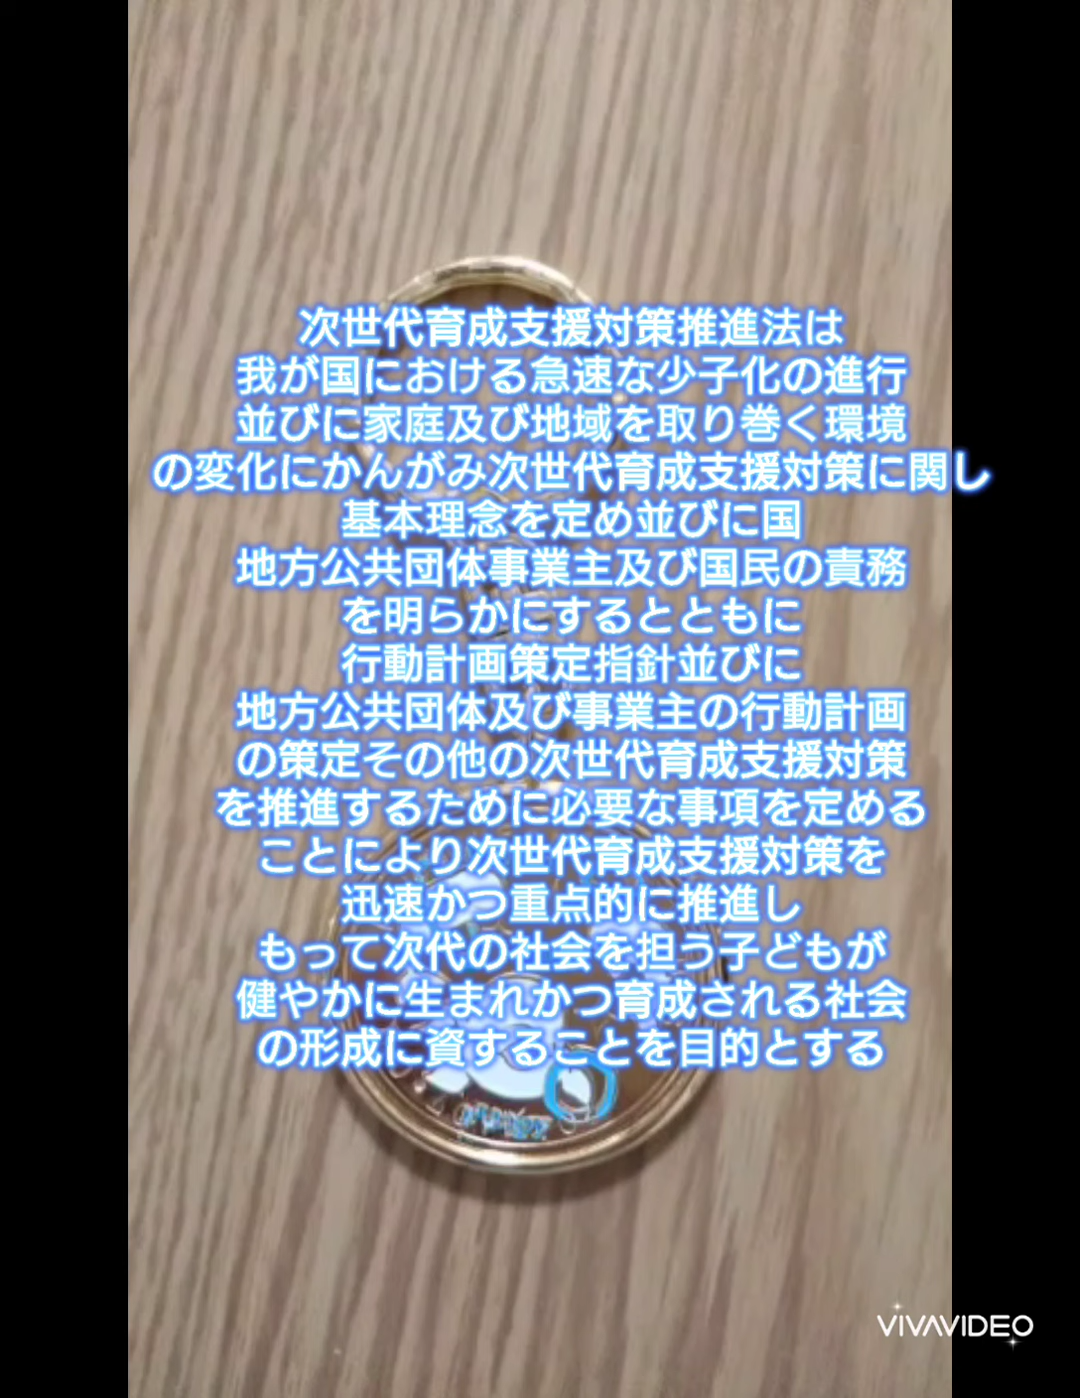 次世代育成支援対策推進法は
我が国における急速な少子化の進行
並びに家庭及び地域を取り巻く環境
の変化にかんがみ次世代育成支援対策に関し
基本理念を定め並びに国
地方公共団体事業主及び国民の責務
を明らかにするとともに
行動計画策定指針並びに
地方公共団体及び事業主の行動計画
の策定その他の次世代育成支援対策
を推進するために必要な事項を定める
ことにより次世代育成支援対策を
迅速かつ重点的に推進し
もって次代の社会を担う子どもが
健やかに生まれかつ育成される社会
の形成に資することを目的とする
VIVAVIDEO